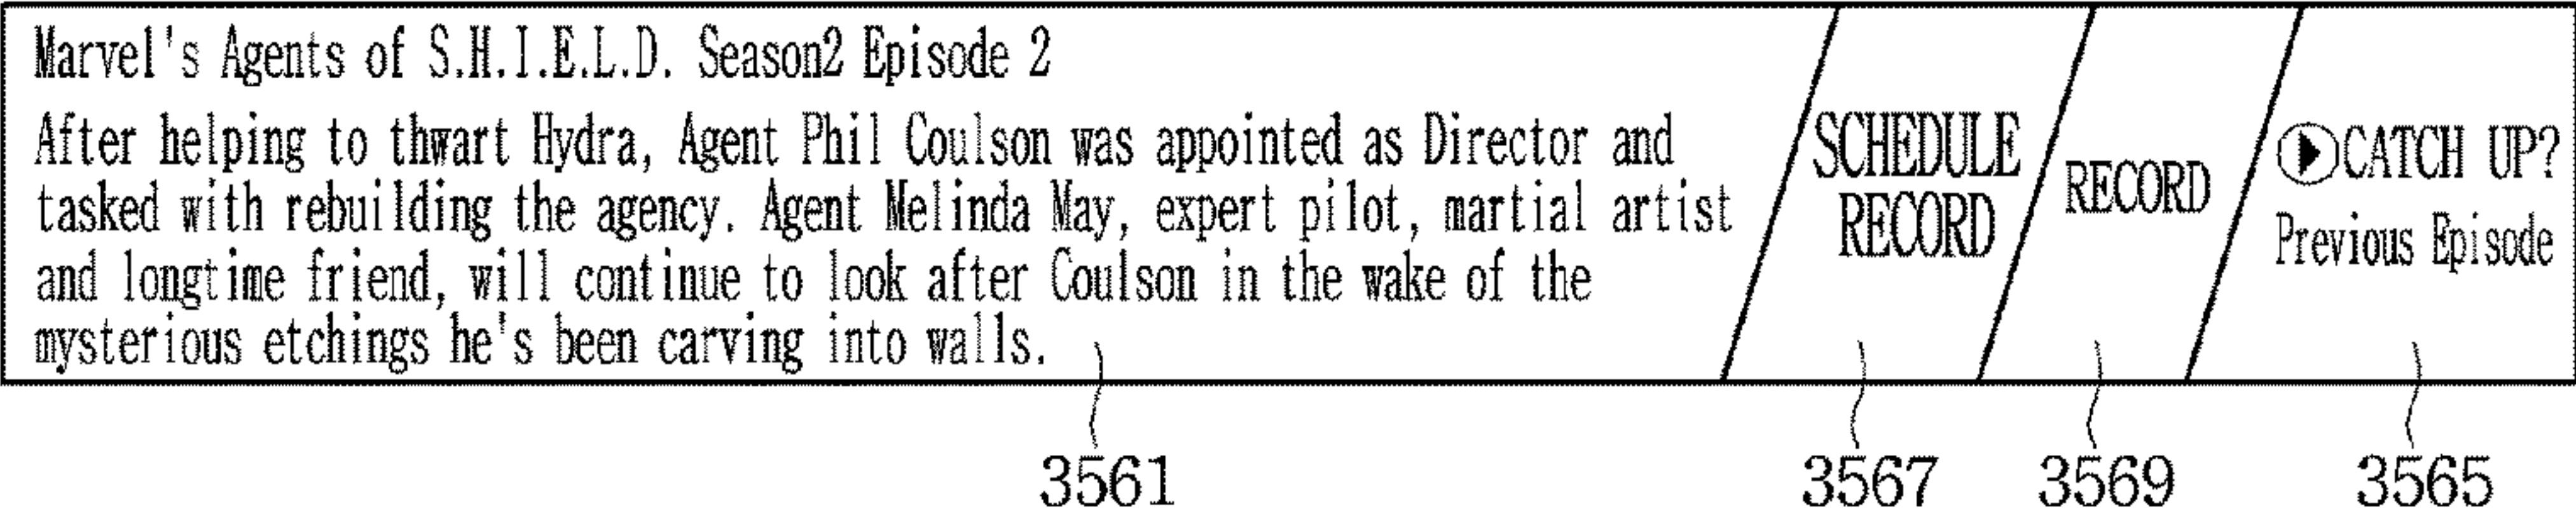 Marvel's Agents of S.H.I.E.L.D. Season2 Episode 2
After helping to thwart Hydra, Agent Phil Coulson was appointed as Director and
tasked with rebuilding the agency. Agent Melinda May, expert pilot, martial artist
and longtime friend, will continue to look after Coulson in the wake of the
mysterious etchings he's been carving into walls.
SCHEDULE
RECORD
RECORD
CATCH UP?
Previous Episode
3561
3567
3569
3565